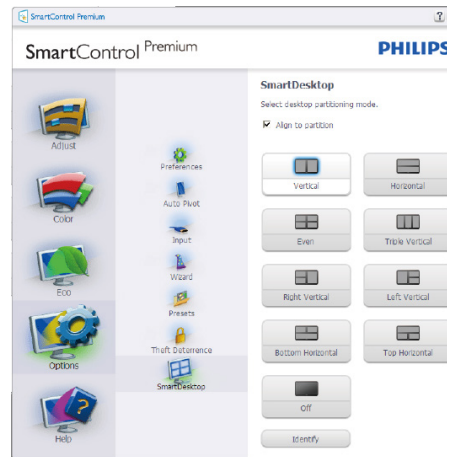 SmartControl Premium
?
SmartControl Premium
PHILIPS
Adjust
Color
Eco
Options
Help
Preferences
Auto Pivot
Input
Wizard
Presets
Theft Deterrence
SmartDesktop
SmartDesktop
Select desktop partitioning mode.
Align to partition
Vertical
Horizontal
Even
Triple Vertical
Right Vertical
Left Vertical
Bottom Horizontal
Top Horizontal
Off
Identify